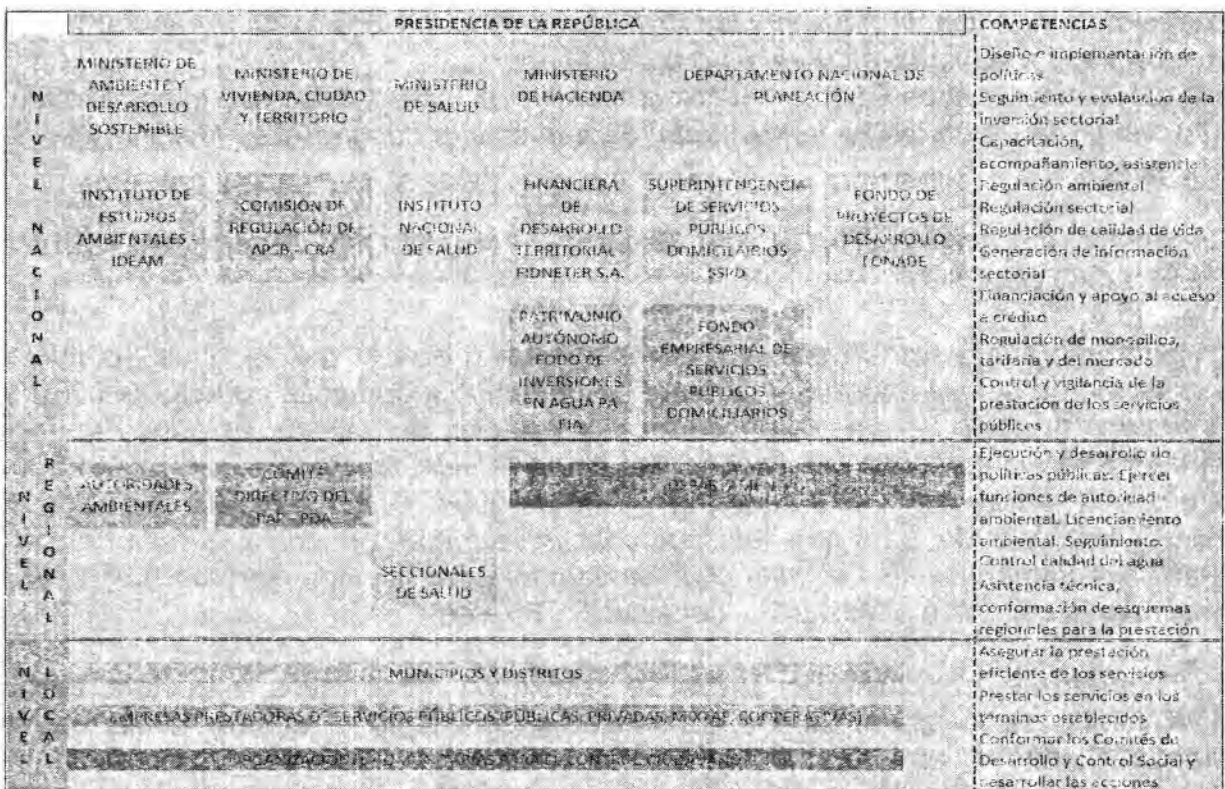 PRESIDENCIA DE LA REPÚBLICA
COMPETENCIAS
NIVEL NACIONAL
MINISTERIO DE
AMBIENTE Y
DESARROLLO
SOSTENIBLE
MINISTERIO DE
VIVIENDA, CIUDAD
Y TERRITORIO
MINISTERIO
DE SALUD
MINISTERIO
DE HACIENDA
DEPARTAMENTO NACIONAL DE
PLANEACIÓN
INSTITUTO DE
ESTUDIOS
AMBIENTALES -
IDEAM
COMISION DE
REGULACIÓN DE
APSB - CRA
INSTITUTO
NACIONAL
DE SALUD
FINANCIERA
DE
DESARROLLO
TERRITORIAL -
FIDNETER S.A.
SUPERINTENDENCIA
DE SERVICIOS
PÚBLICOS
DOMICILAIRIOS
SSPD
FONDO DE
PROYECTOS DE
DESARROLLO
FONADE
PATRIMONIO
AUTÓNOMO
FODO DE
INVERSIONES
EN AGUA PA
FIA
FONDO
EMPRESARIAL DE
SERVICIOS
PUBLICOS
DOMICILIARIOS
Diseño e implementación de
políticas
Seguimiento y evaluación de la
inversión sectorial
Capacitación,
acompañamiento, asistencia
Regulación ambiental
Regulación sectorial
Regulación de calidad de vida
Generación de información
sectorial
Financiación y apoyo al acceso
a crédito
Regulación de monopolios,
tarifaria y del mercado
Control y vigilancia de la
prestación de los servicios
públicos
NIVEL REGIONAL
AUTORIDADES
AMBIENTALES
COMITÉ
DIRECTIVO DEL
PAP - PDA
DEPARTAMENTO
SECCIONALES
DE SALUD
Ejecución y desarrollo de
políticas públicas. Ejercer
funciones de autoridad
ambiental. Licenciamiento
ambiental. Seguimiento.
Control calidad del agua
Asistencia técnica,
conformación de esquemas
regionales para la prestación
NIVEL LOCAL
MUNICIPIOS Y DISTRITOS
EMPRESAS PRESTADORAS DE SERVICIOS PÚBLICOS (PÚBLICAS, PRIVADAS, MIXTAS, COOPERATIVAS)
Asegurar la prestación
eficiente de los servicios
Prestar los servicios en los
términos establecidos
Conformar los Comités de
Desarrollo y Control Social y
desarrollar las acciones